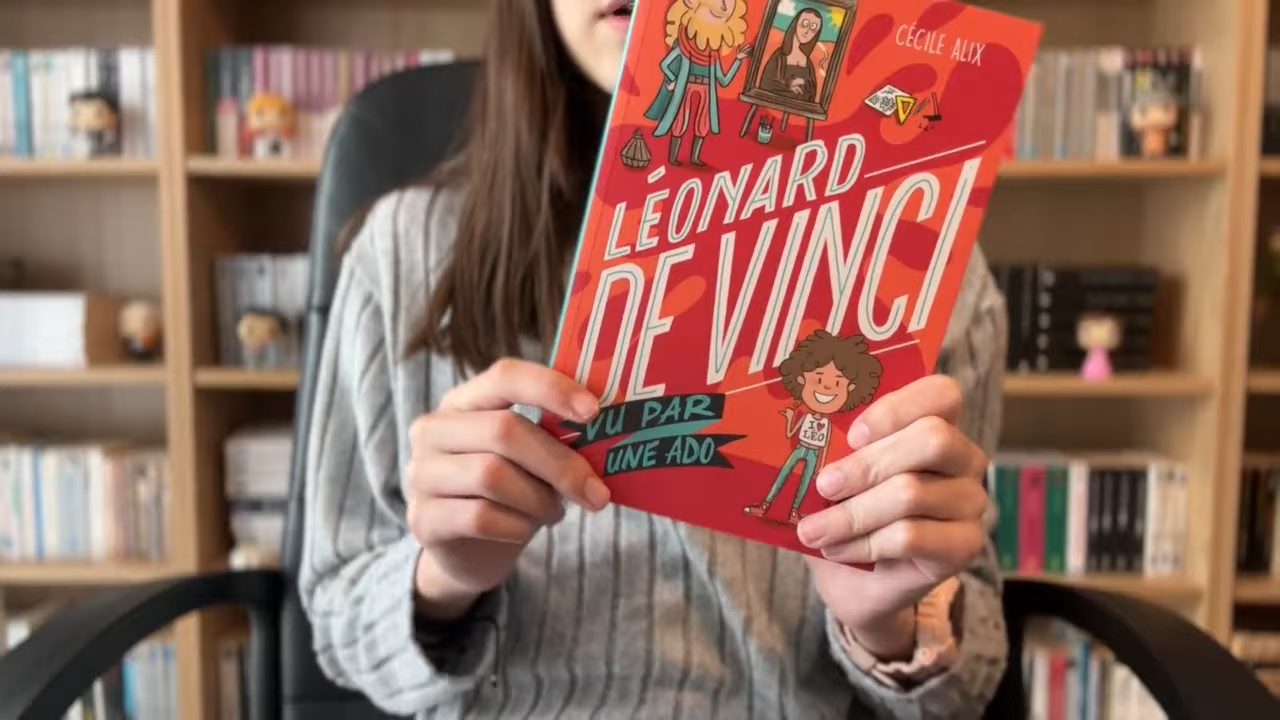 CÉCILE ALIX
LÉONARD
DE VINCI
VU PAR
UNE ADO
I ♥
LÉO